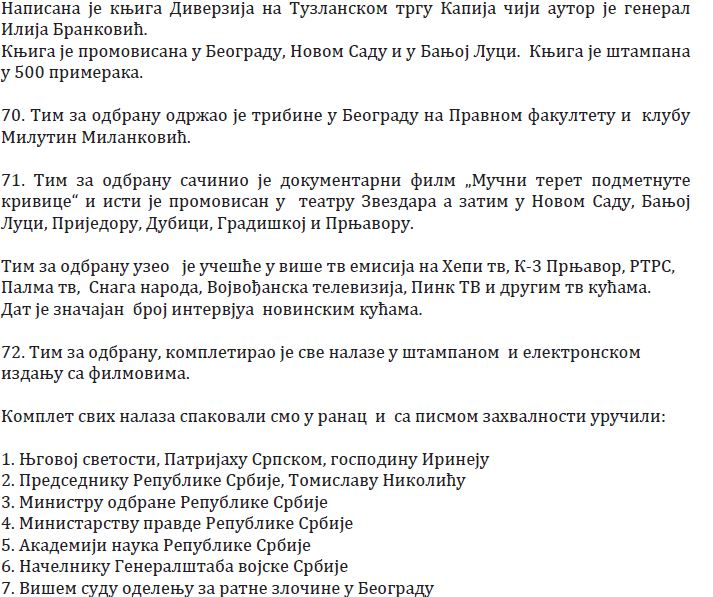 Написана је књига Диверзија на Тузланском тргу Капија чији аутор је генерал
Илија Бранковић.
Књига је промовисана у Београду, Новом Саду и у Бањој Луци. Књига је штампана
у 500 примерака.
70. Тим за одбрану одржао је трибине у Београду на Правном факултету и клубу
Милутин Миланковић.
71. Тим за одбрану сачинио је документарни филм „Мучни терет подметнуте
кривице“ и исти је промовисан у театру Звездара а затим у Новом Саду, Бањој
Луци, Приједору, Дубици, Градишкој и Прњавору.
Тим за одбрану узео је учешће у више тв емисија на Хепи тв, К-3 Прњавор, РТРС,
Палма тв, Снага народа, Војвођанска телевизија, Пинк ТВ и другим тв кућама.
Дат је значајан број интервјуа новинским кућама.
72. Тим за одбрану, комплетирао је све налазе у штампаном и електронском
издању са филмовима.
Комплет свих налаза спаковали смо у ранац и са писмом захвалности уручили:
1. Његовој светости, Патријаху Српском, господину Иринеју
2. Председнику Републике Србије, Томиславу Николићу
3. Министру одбране Републике Србије
4. Министарству правде Републике Србије
5. Академији наука Републике Србије
6. Начелнику Генералштаба војске Србије
7. Вишем суду оделењу за ратне злочине у Београду